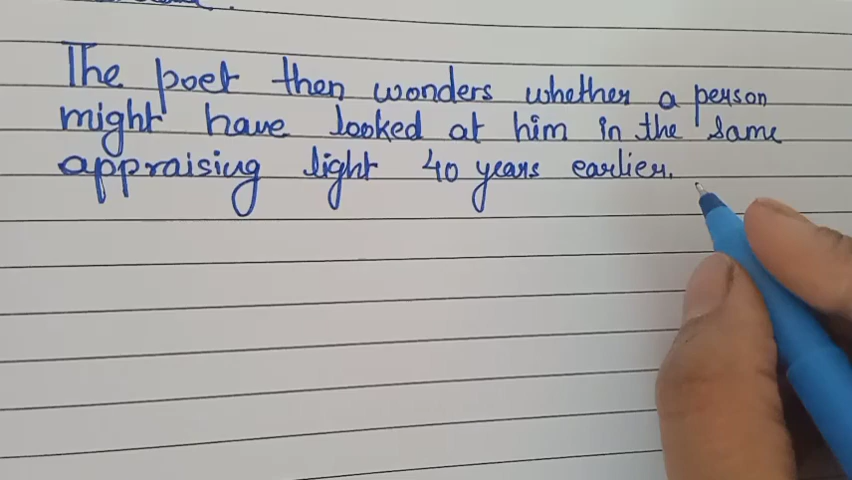 The poet then wonders whether a person
might have looked at him in the same
appraising light 40 years earlier.